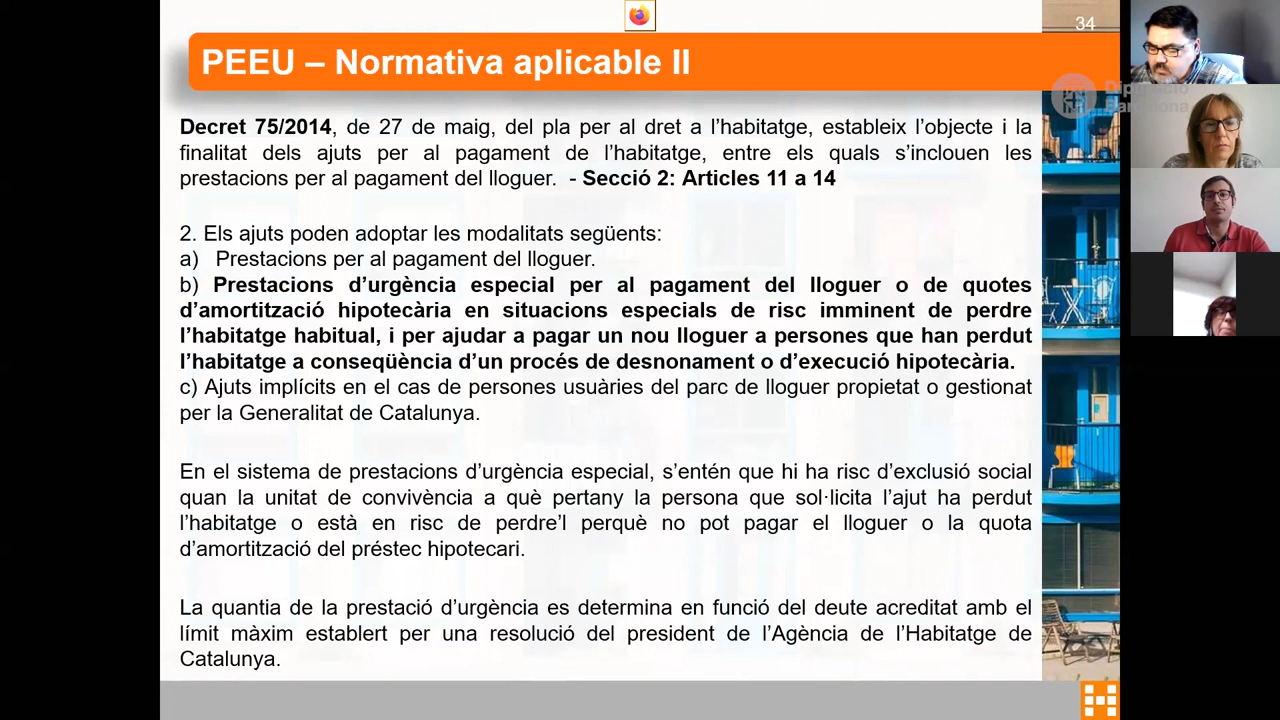 34
PEEU – Normativa aplicable II
Diputació
Barcelona
Decret 75/2014, de 27 de maig, del pla per al dret a l’habitatge, estableix l’objecte i la
finalitat dels ajuts per al pagament de l’habitatge, entre els quals s’inclouen les
prestacions per al pagament del lloguer. - Secció 2: Articles 11 a 14
2. Els ajuts poden adoptar les modalitats següents:
a) Prestacions per al pagament del lloguer.
b) Prestacions d’urgència especial per al pagament del lloguer o de quotes
d’amortització hipotecària en situacions especials de risc imminent de perdre
l’habitatge habitual, i per ajudar a pagar un nou lloguer a persones que han perdut
l’habitatge a conseqüència d’un procés de desnonament o d’execució hipotecària.
c) Ajuts implícits en el cas de persones usuàries del parc de lloguer propietat o gestionat
per la Generalitat de Catalunya.
En el sistema de prestacions d’urgència especial, s’entén que hi ha risc d’exclusió social
quan la unitat de convivència a què pertany la persona que sol·licita l’ajut ha perdut
l’habitatge o està en risc de perdre’l perquè no pot pagar el lloguer o la quota
d’amortització del préstec hipotecari.
La quantia de la prestació d’urgència es determina en funció del deute acreditat amb el
límit màxim establert per una resolució del president de l’Agència de l’Habitatge de
Catalunya.